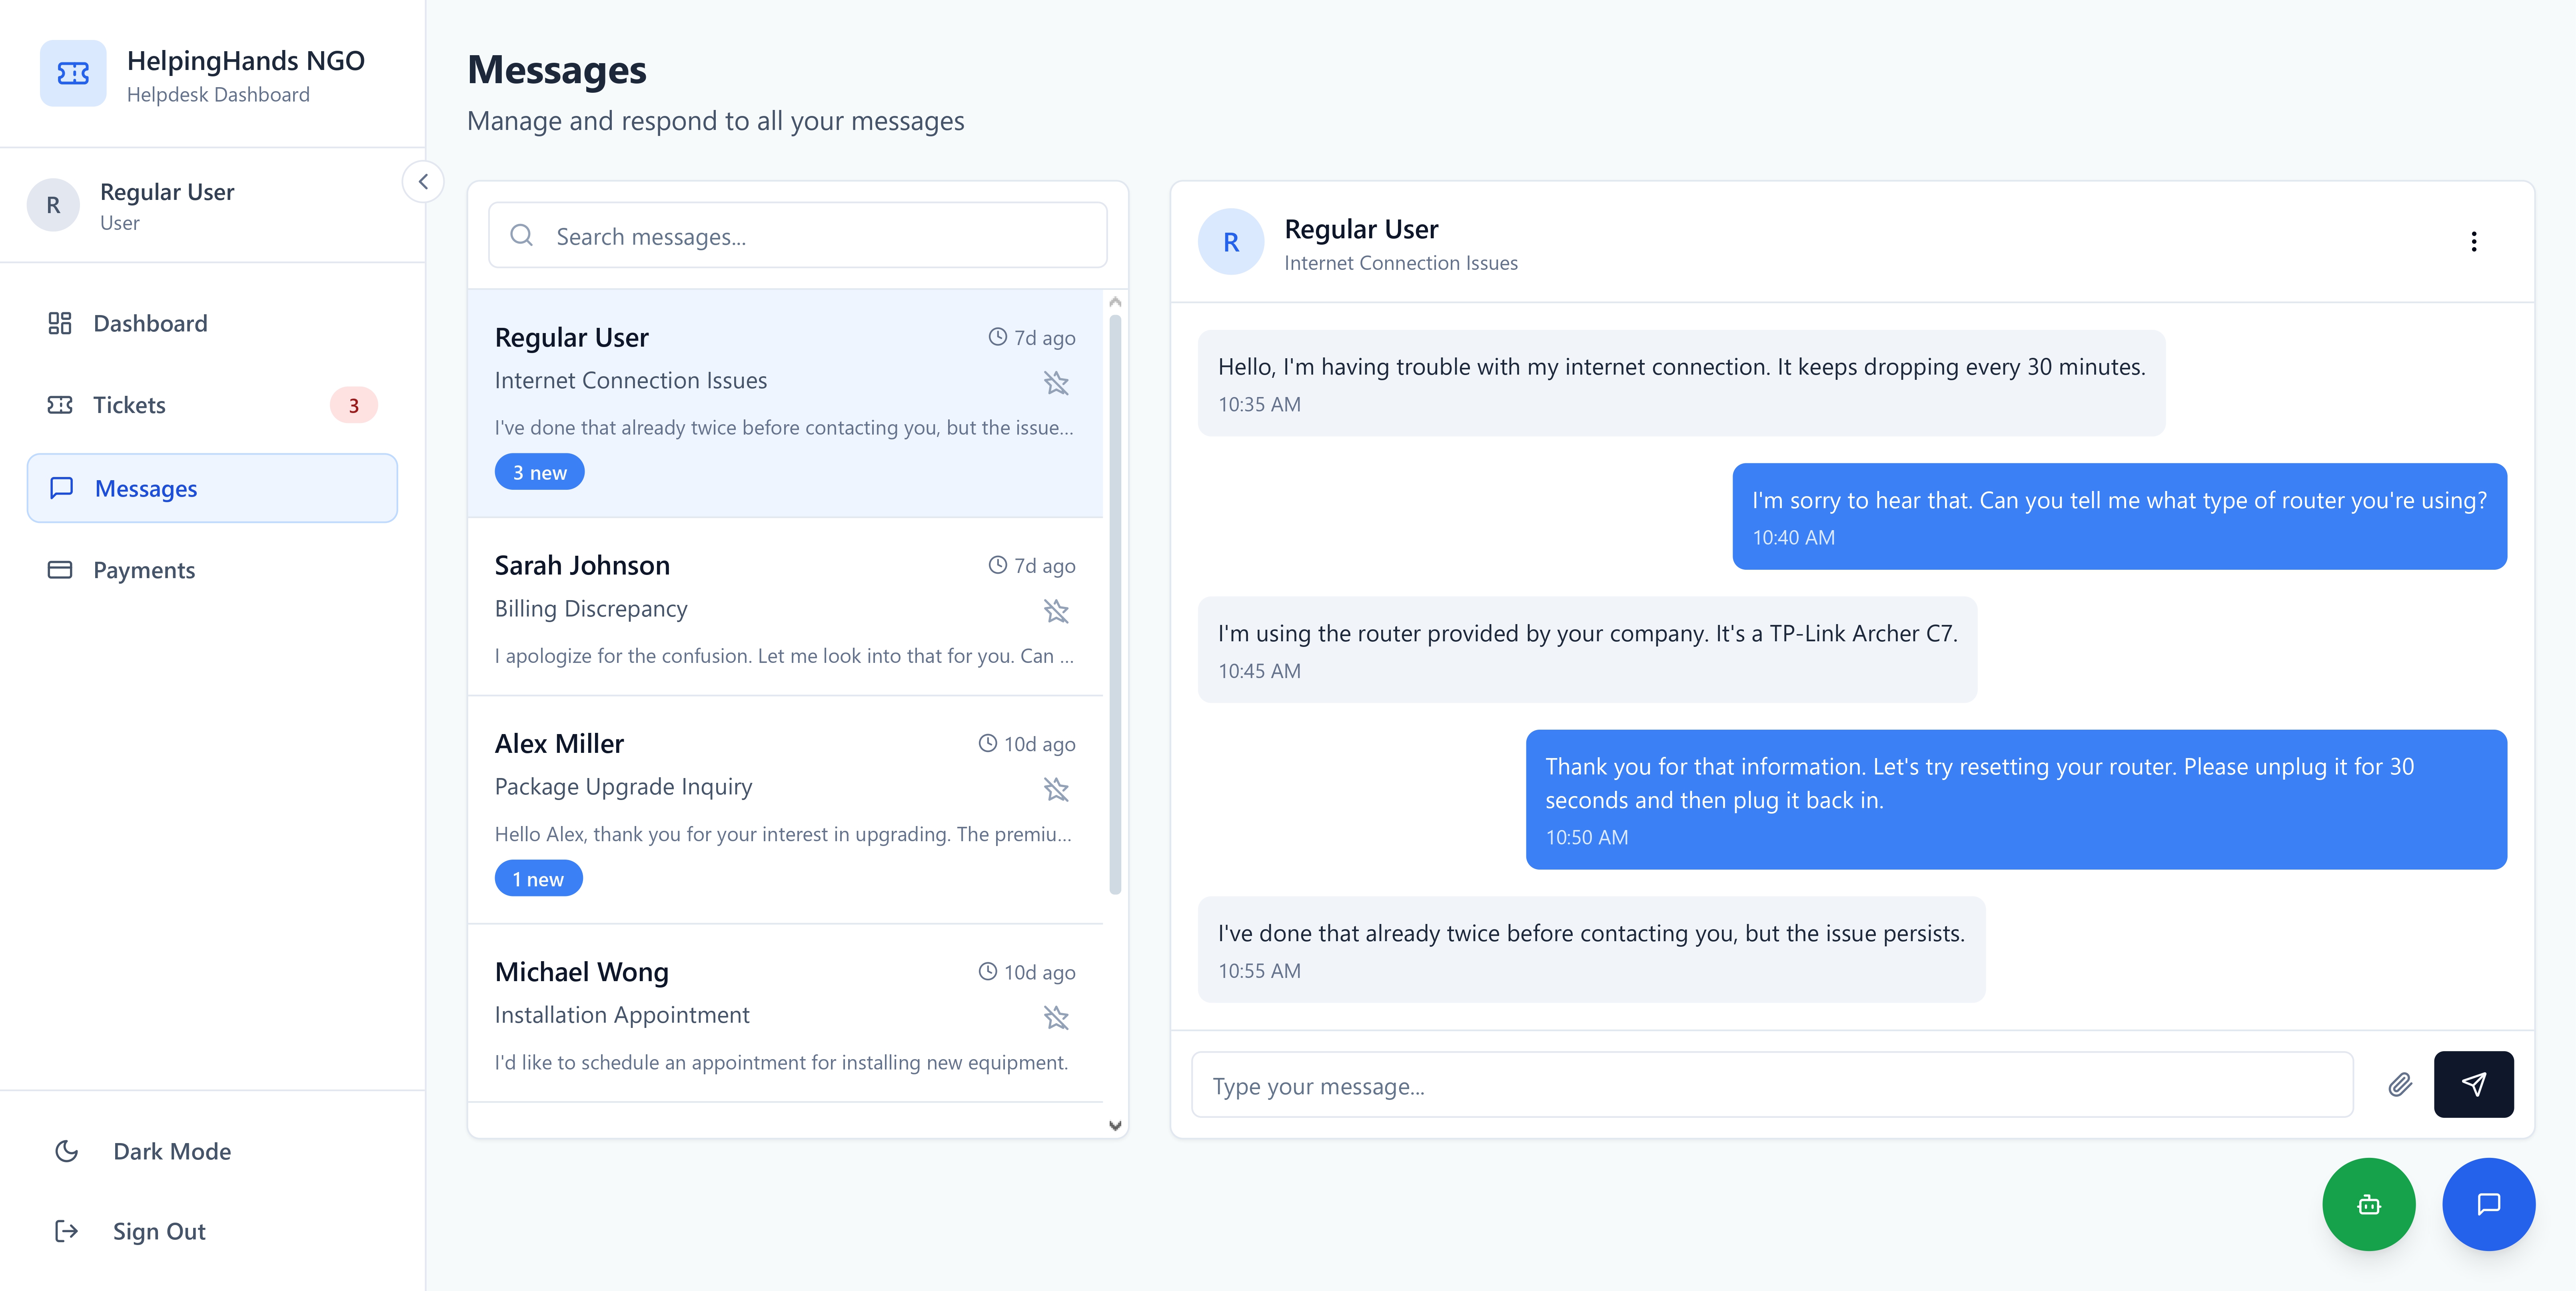 HelpingHands NGO
Helpdesk Dashboard
R
Regular User
User
Dashboard
Tickets
3
Messages
Payments
Dark Mode
Sign Out
Messages
Manage and respond to all your messages
Search messages...
Regular User
7d ago
Internet Connection Issues
I've done that already twice before contacting you, but the issue...
3 new
Sarah Johnson
7d ago
Billing Discrepancy
I apologize for the confusion. Let me look into that for you. Can ...
Alex Miller
10d ago
Package Upgrade Inquiry
Hello Alex, thank you for your interest in upgrading. The premiu...
1 new
Michael Wong
10d ago
Installation Appointment
I'd like to schedule an appointment for installing new equipment.
R
Regular User
Internet Connection Issues
Hello, I'm having trouble with my internet connection. It keeps dropping every 30 minutes.
10:35 AM
I'm sorry to hear that. Can you tell me what type of router you're using?
10:40 AM
I'm using the router provided by your company. It's a TP-Link Archer C7.
10:45 AM
Thank you for that information. Let's try resetting your router. Please unplug it for 30
seconds and then plug it back in.
10:50 AM
I've done that already twice before contacting you, but the issue persists.
10:55 AM
Type your message...